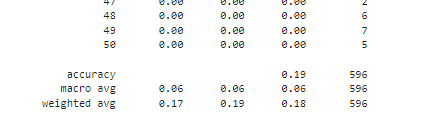 47 0.00 0.00 0.00 2
48 0.00 0.00 0.00 6
49 0.00 0.00 0.00 7
50 0.00 0.00 0.00 5
accuracy 0.19 596
macro avg 0.06 0.06 0.06 596
weighted avg 0.17 0.19 0.18 596